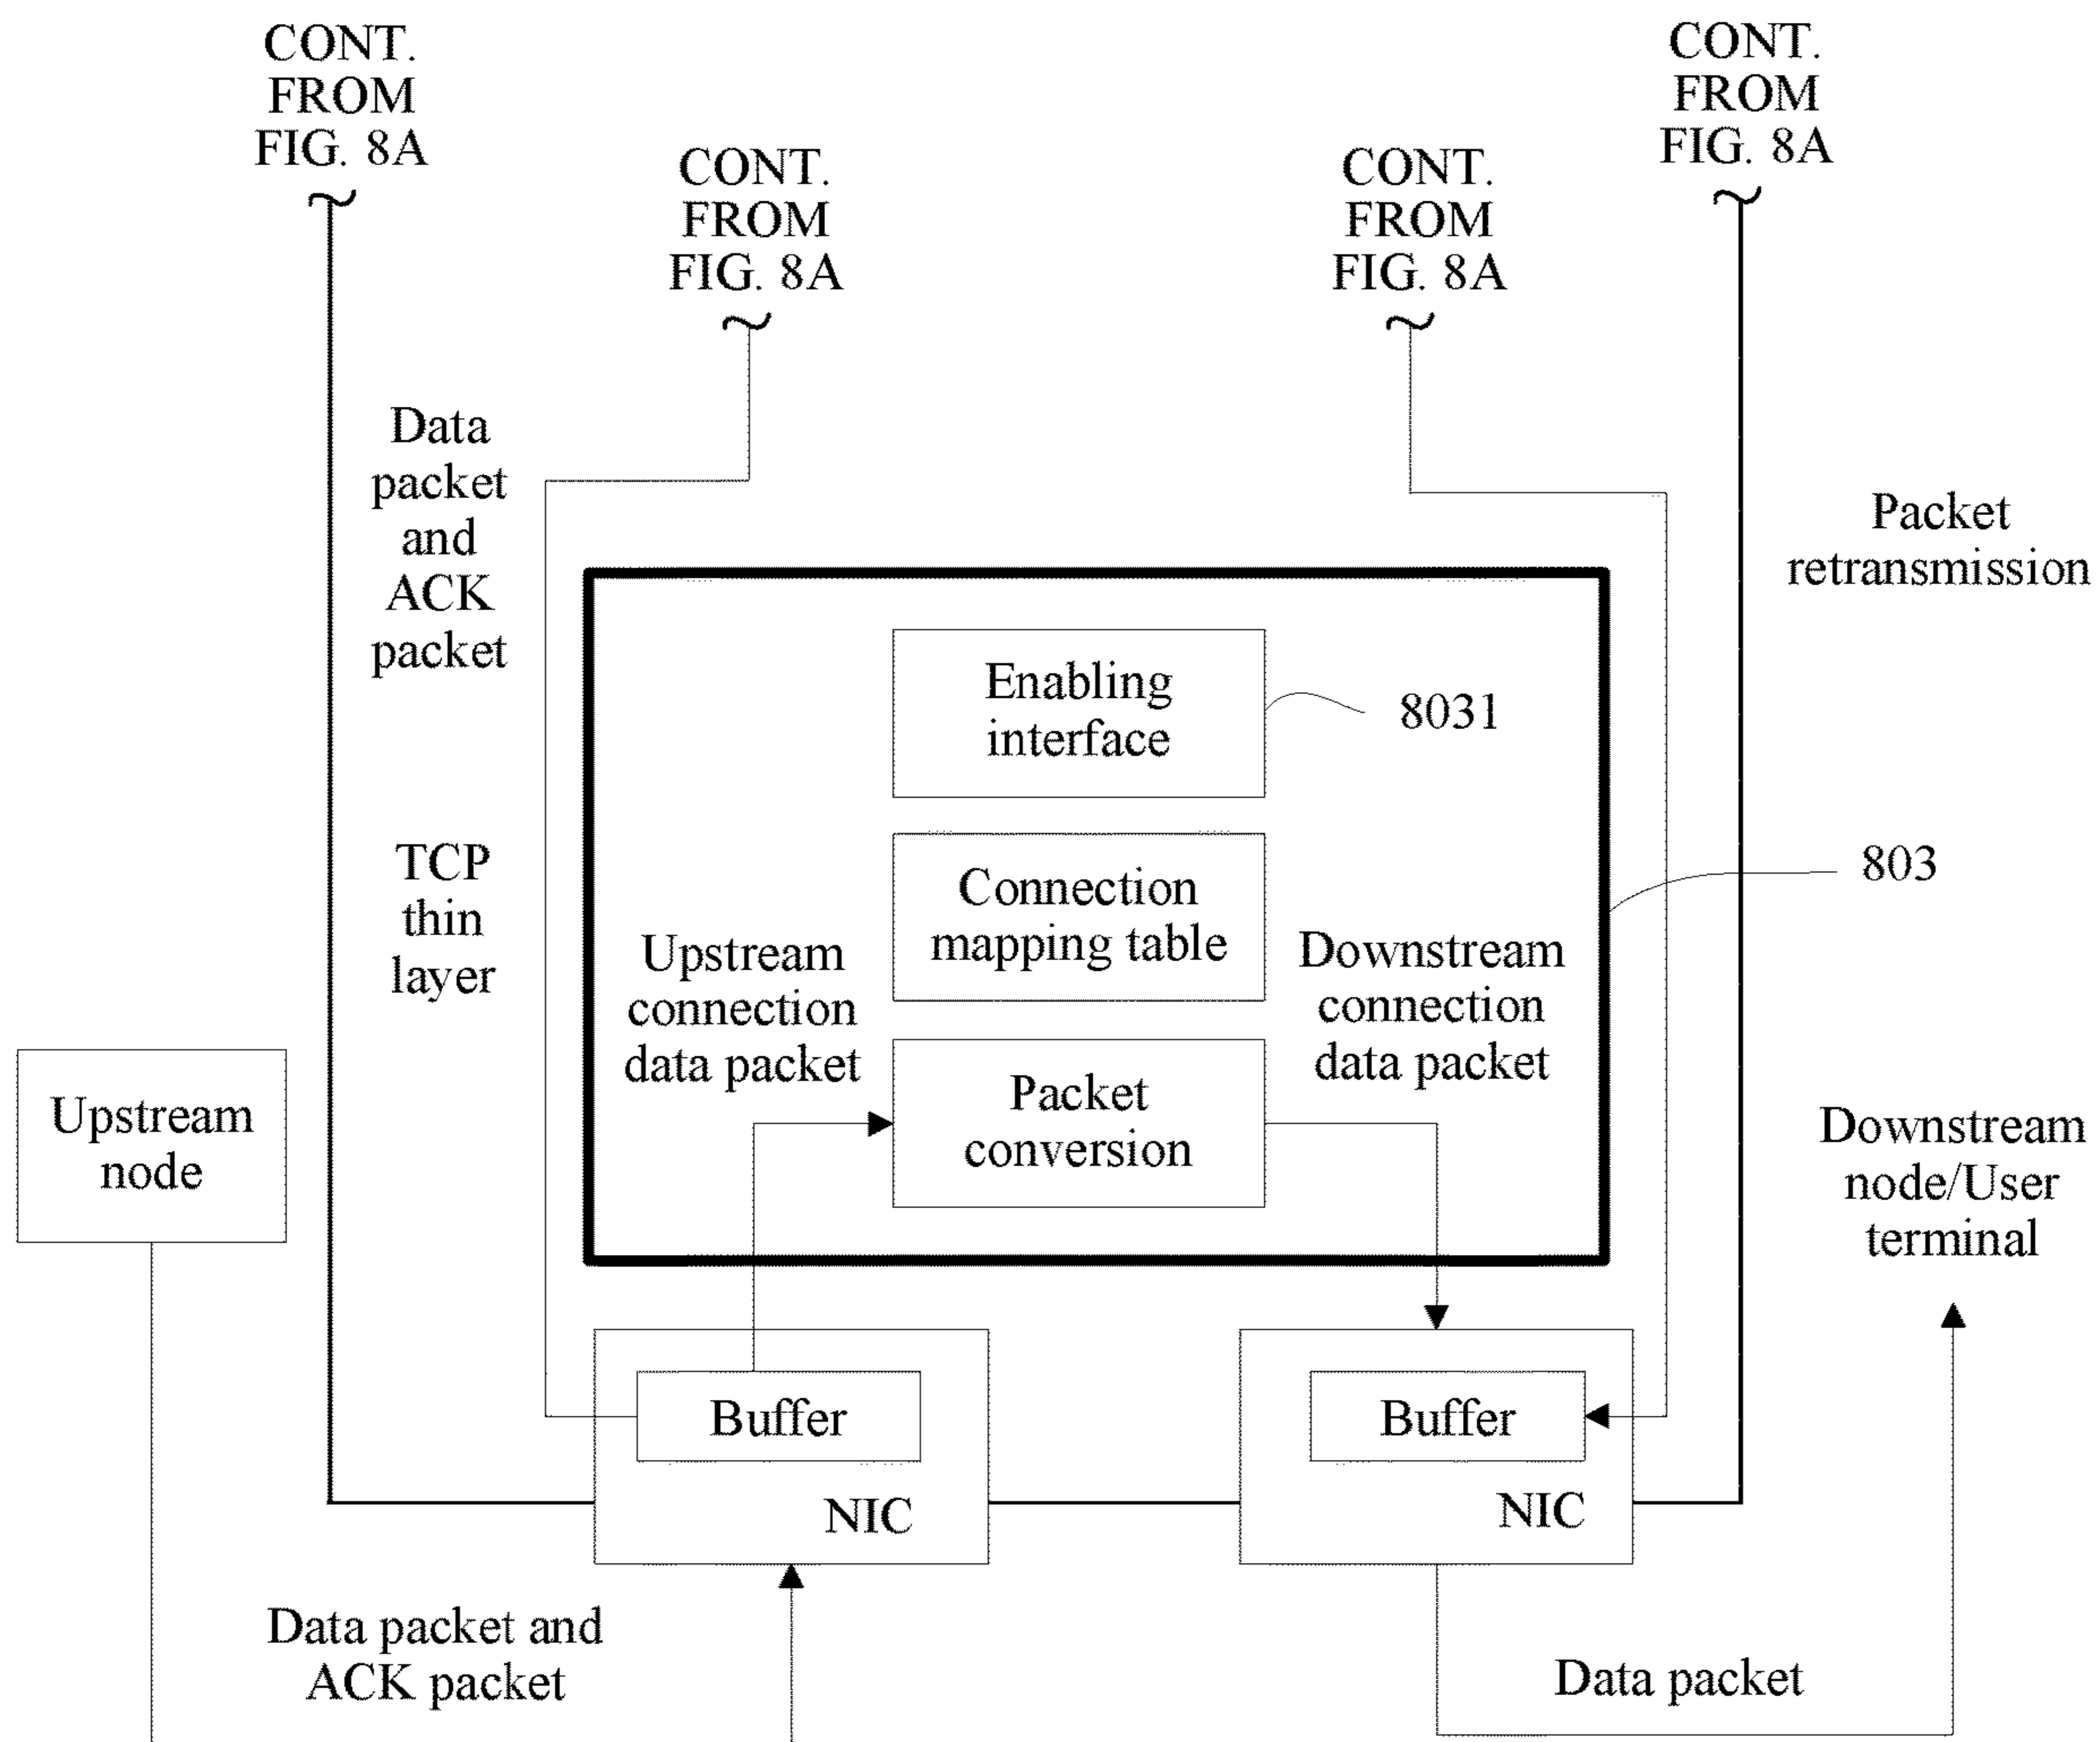 CONT.
FROM
FIG. 8A
CONT.
FROM
FIG. 8A
CONT.
FROM
FIG. 8A
CONT.
FROM
FIG. 8A
Data
packet
and
ACK
packet
Packet
retransmission
Enabling
interface
8031
TCP
thin
layer
Connection
mapping table
803
Upstream
connection
data packet
Downstream
connection
data packet
Packet
conversion
Upstream
node
Downstream
node/User
terminal
Buffer
NIC
Buffer
NIC
Data packet and
ACK packet
Data packet